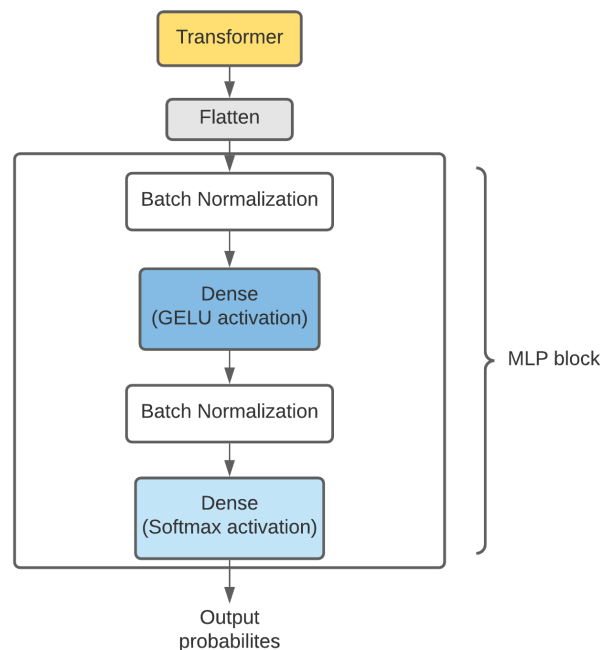 Transformer
Flatten
Batch Normalization
Dense
(GELU activation)
MLP block
Batch Normalization
Dense
(Softmax activation)
Output
probabilites